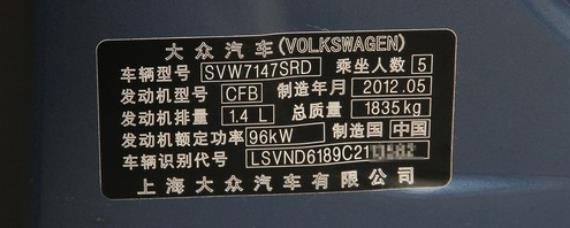 大众汽车(VOLKSWAGEN)
车辆型号 SVW7147SRD 乘坐人数 5
发动机型号 CFB 制造年月 2012.05
发动机排量 1.4 L 总质量 1835 kg
发动机额定功率 96kW 制造国 中国
车辆识别代号 LSVND6189C21
上海大众汽车有限公司